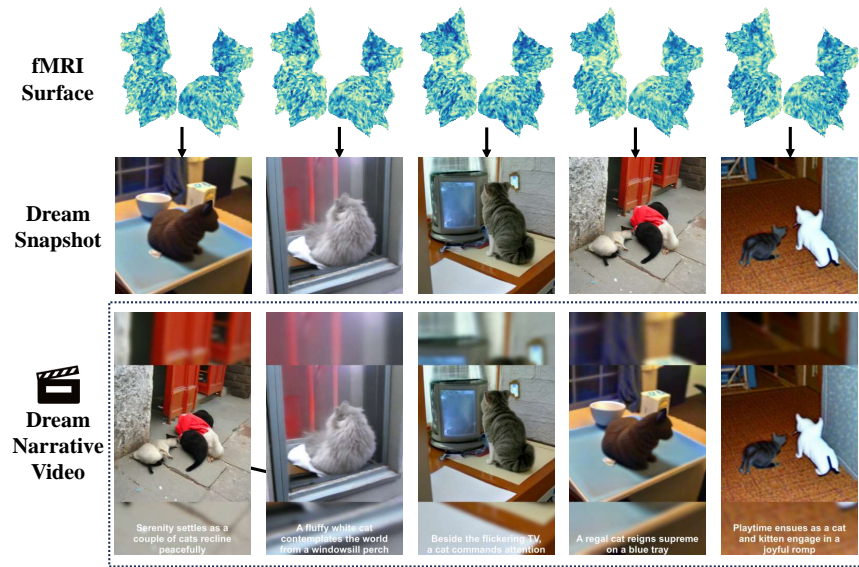 fMRI
Surface
Dream
Snapshot
Dream
Narrative
Video
Serenity settles as a
couple of cats recline
peacefully
A fluffy white cat
contemplates the world
from a windowsill perch
Beside the flickering TV,
a cat commands attention
A regal cat reigns supreme
on a blue tray
Playtime ensues as a cat
and kitten engage in a
joyful romp